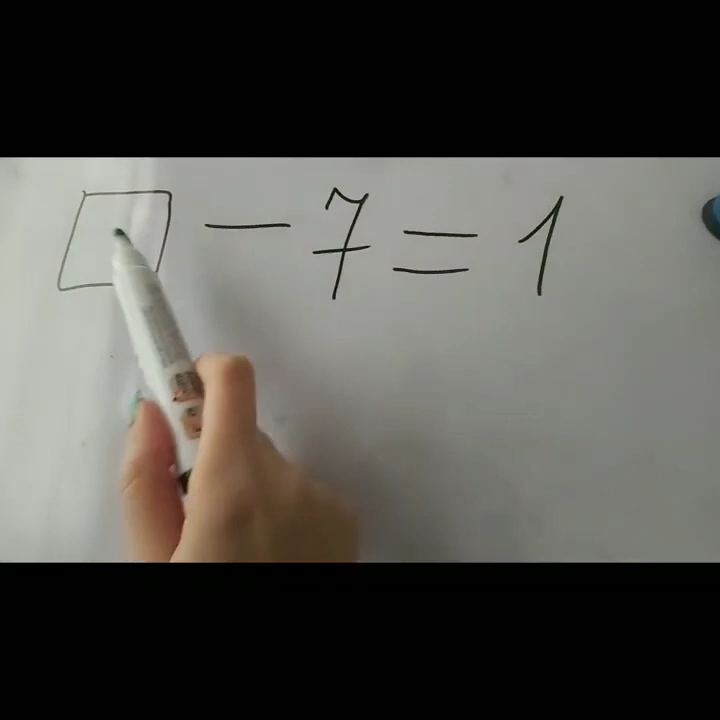 □ − 7 = 1